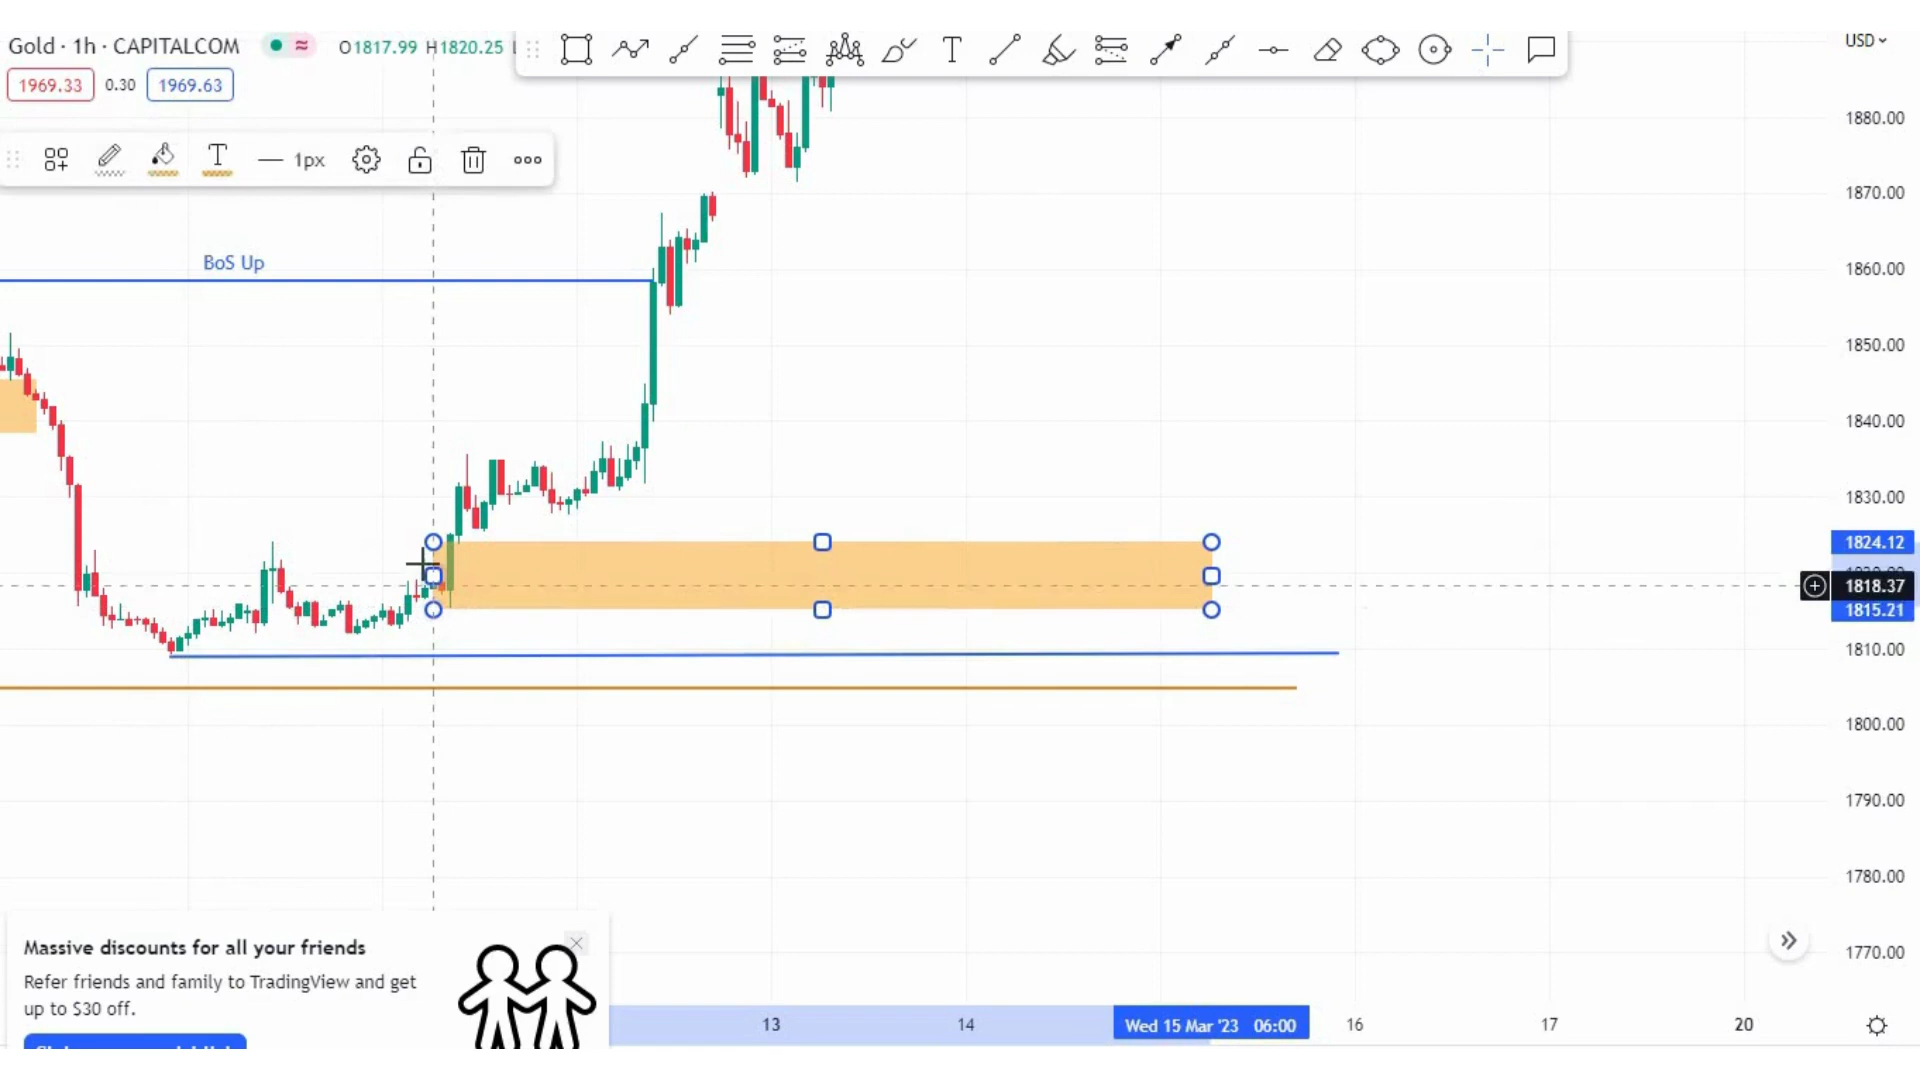 Gold · 1h · CAPITALCOM
O1817.99 H1820.25
USD
1969.33 0.30 1969.63
T
1px
T
BoS Up
1880.00
1870.00
1860.00
1850.00
1840.00
1830.00
1824.12
1818.37
1815.21
1810.00
1800.00
1790.00
1780.00
1770.00
Massive discounts for all your friends
Refer friends and family to TradingView and get
up to $30 off.
13 14 Wed 15 Mar '23 06:00 16 17 20